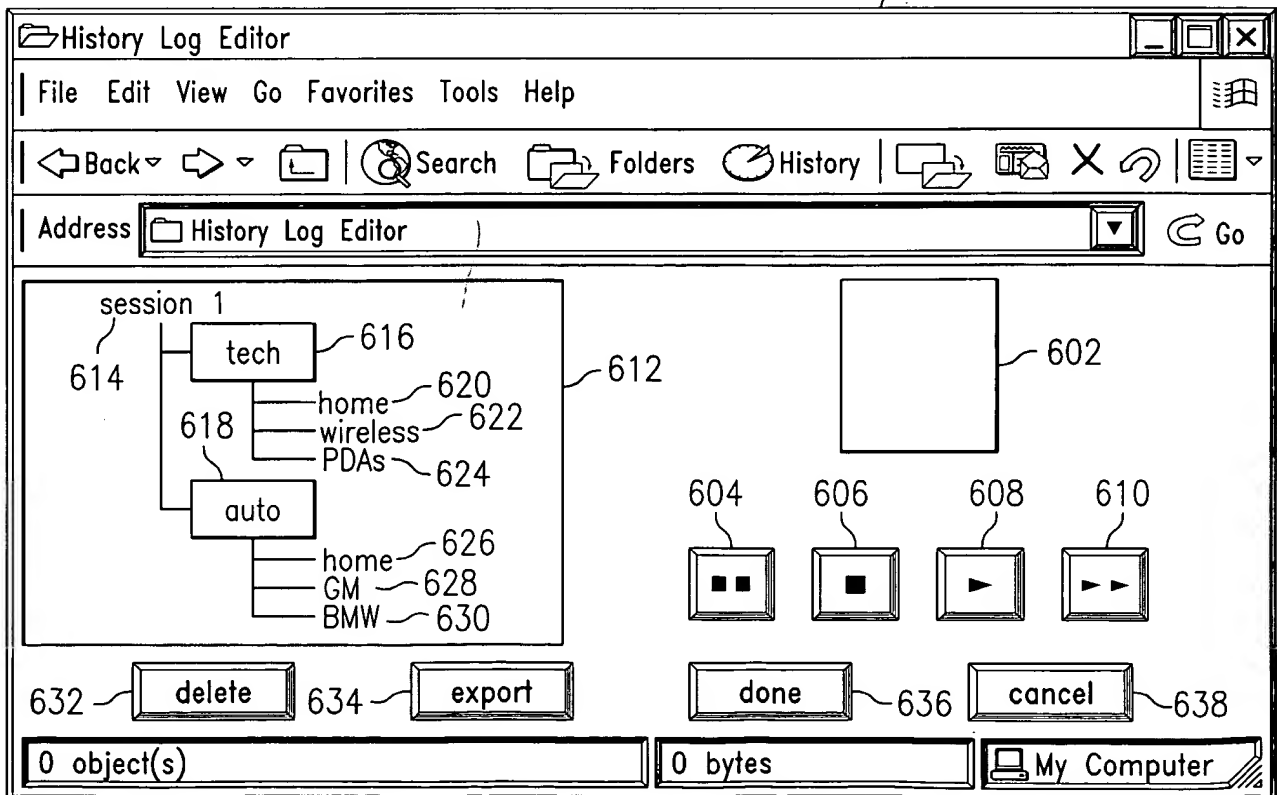 History Log Editor
File Edit View Go Favorites Tools Help
Back Search Folders History
Address History Log Editor Go
session 1
614
tech 616
612
602
home 620
wireless 622
PDAs 624
618
auto
604 606 608 610
home 626
GM 628
BMW 630
632 delete 634 export done 636 cancel 638
0 object(s) 0 bytes My Computer